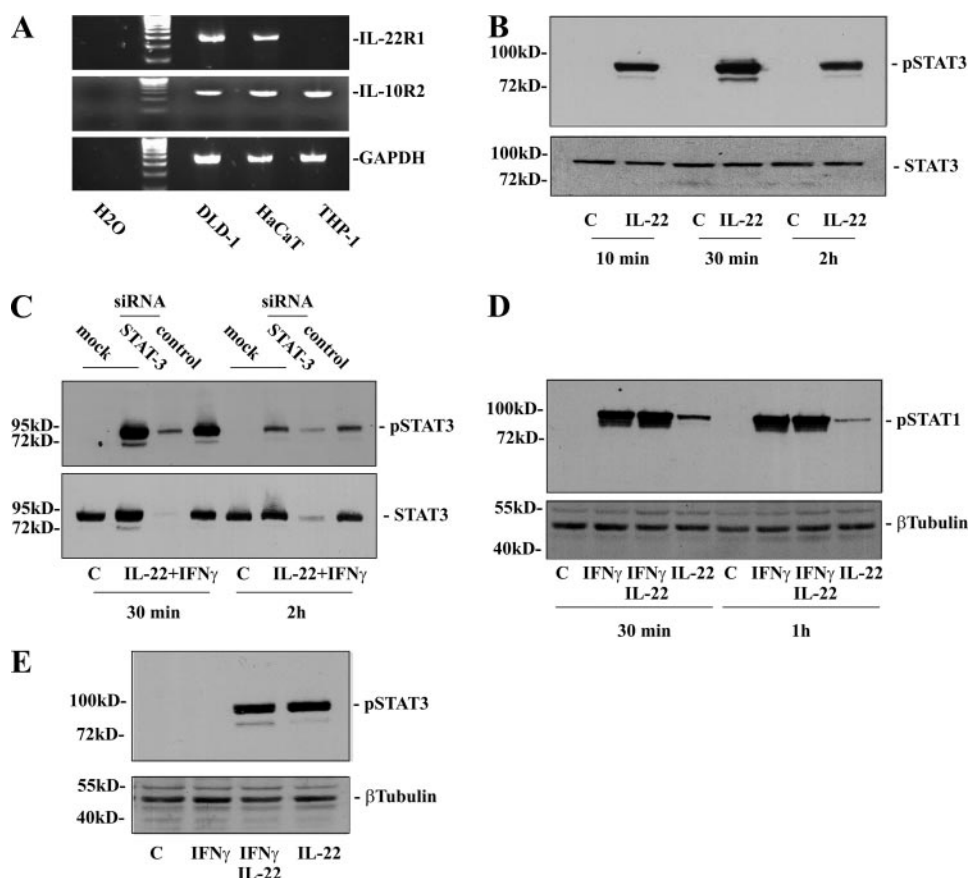 A
-IL-22R1
-IL-10R2
-GAPDH
H2O
DLD-1
HaCaT
THP-1
B
100kD-
72kD-
- pSTAT3
100kD-
72kD-
- STAT3
C IL-22 C IL-22 C IL-22
10 min 30 min 2h
C
siRNA siRNA
mock STAT-3 control mock STAT-3 control
95kD-
72kD-
- pSTAT3
95kD-
72kD-
- STAT3
C IL-22+IFNγ C IL-22+IFNγ
30 min 2h
D
100kD-
72kD-
- pSTAT1
55kD-
40kD-
- βTubulin
C IFNγ IFNγ IL-22 C IFNγ IFNγ IL-22
IL-22 IL-22
30 min 1h
E
100kD-
72kD-
- pSTAT3
55kD-
40kD-
- βTubulin
C IFNγ IFNγ IL-22
IL-22